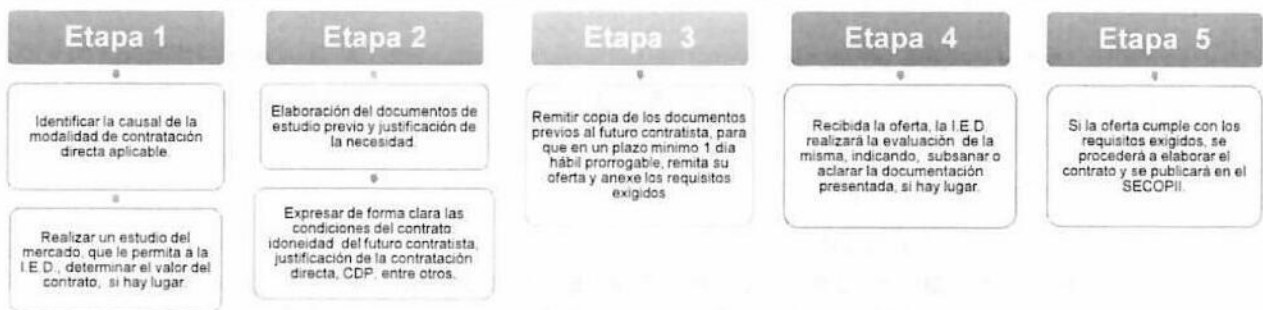 Etapa 1
Identificar la causal de la
modalidad de contratación
directa aplicable.
Realizar un estudio del
mercado, que le permita a la
I.E.D., determinar el valor del
contrato, si hay lugar.
Etapa 2
Elaboración del documentos de
estudio previo y justificación de
la necesidad.
Expresar de forma clara las
condiciones del contrato
idoneidad del futuro contratista,
justificación de la contratación
directa, CDP, entre otros.
Etapa 3
Remitir copia de los documentos
previos al futuro contratista, para
que en un plazo minimo 1 dia
hábil prorrogable, remita su
oferta y anexe los requisitos
exigidos
Etapa 4
Recibida la oferta, la I.E.D.
realizará la evaluación de la
misma, indicando, subsanar o
aclarar la documentación
presentada, si hay lugar.
Etapa 5
Si la oferta cumple con los
requisitos exigidos, se
procederá a elaborar el
contrato y se publicará en el
SECOPII.